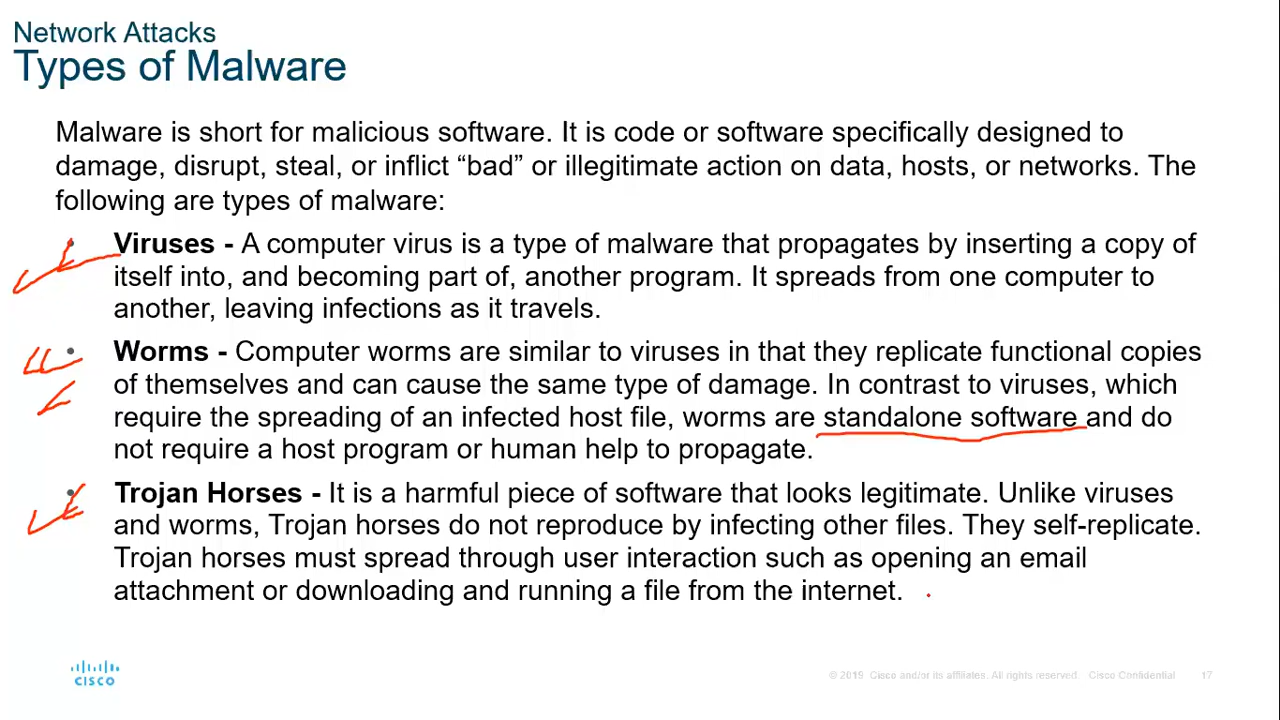 Network Attacks
Types of Malware
Malware is short for malicious software. It is code or software specifically designed to
damage, disrupt, steal, or inflict “bad” or illegitimate action on data, hosts, or networks. The
following are types of malware:
Viruses - A computer virus is a type of malware that propagates by inserting a copy of
itself into, and becoming part of, another program. It spreads from one computer to
another, leaving infections as it travels.
Worms - Computer worms are similar to viruses in that they replicate functional copies
of themselves and can cause the same type of damage. In contrast to viruses, which
require the spreading of an infected host file, worms are standalone software and do
not require a host program or human help to propagate.
Trojan Horses - It is a harmful piece of software that looks legitimate. Unlike viruses
and worms, Trojan horses do not reproduce by infecting other files. They self-replicate.
Trojan horses must spread through user interaction such as opening an email
attachment or downloading and running a file from the internet.
CISCO
© 2019 Cisco and/or its affiliates. All rights reserved. Cisco Confidential 17